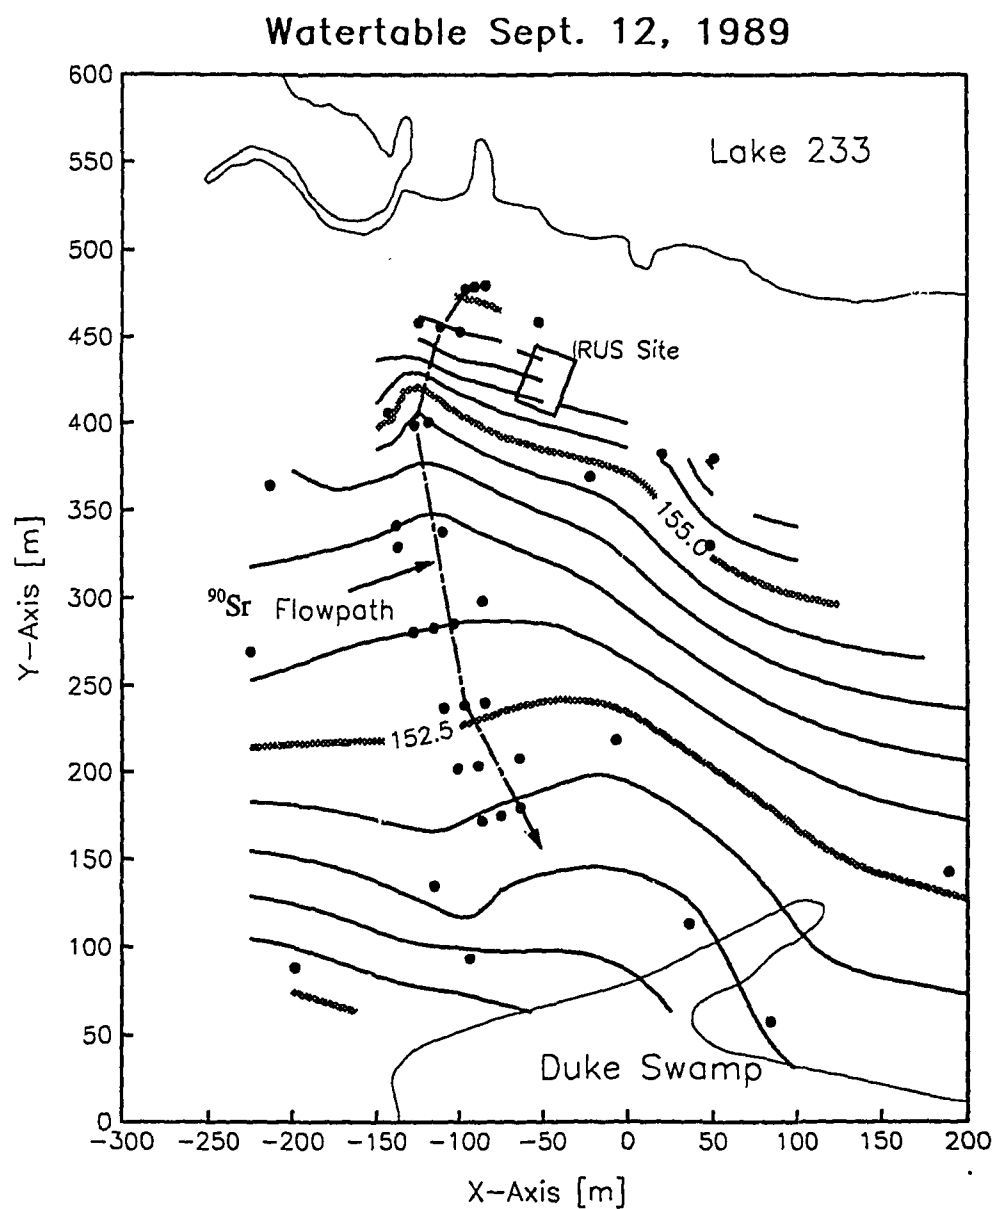 Watertable Sept. 12, 1989
600
550
500
450
400
350
300
250
200
150
100
50
0
Y-Axis [m]
Lake 233
IRUS Site
155.0
90Sr Flowpath
152.5
Duke Swamp
-300 -250 -200 -150 -100 -50 0 50 100 150 200
X-Axis [m]